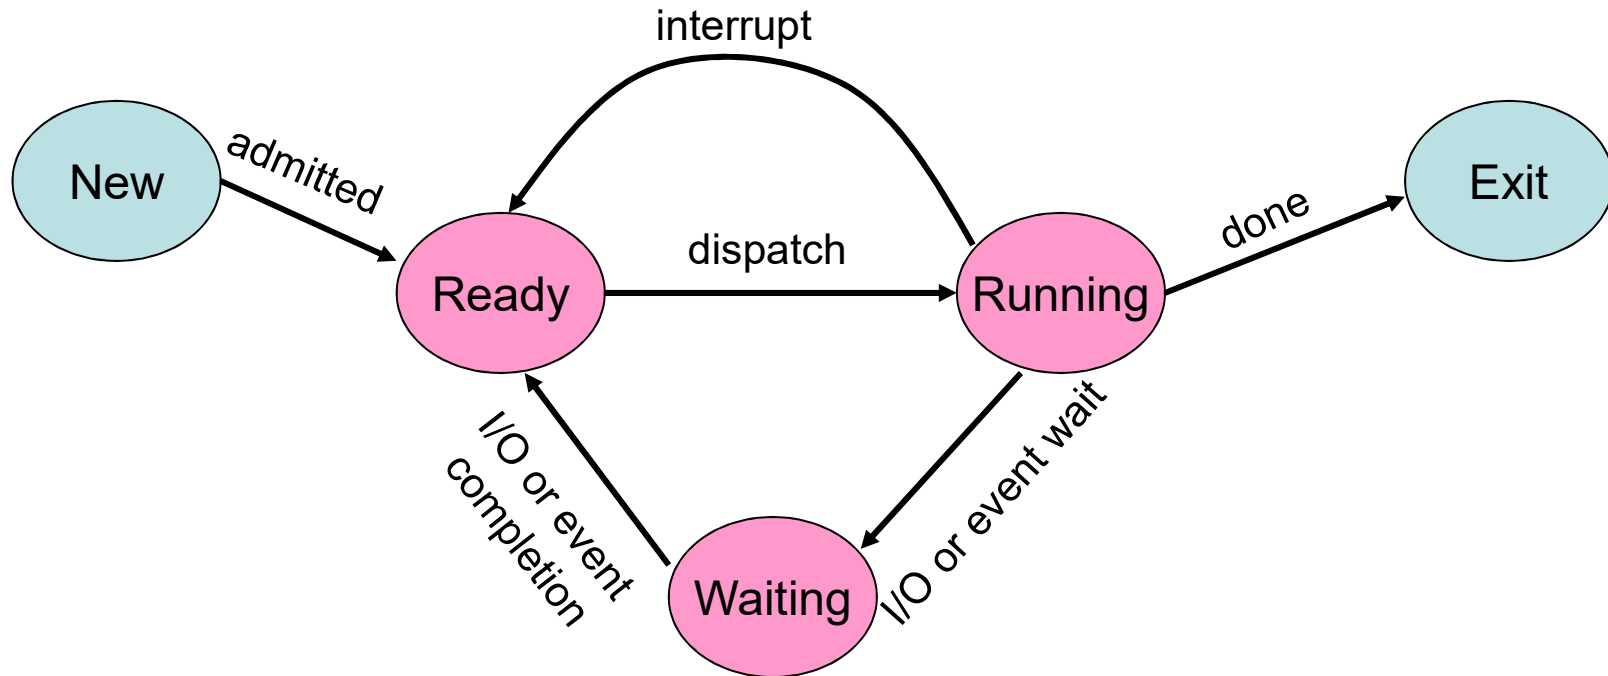 interrupt
New
admitted
Ready
dispatch
Running
done
Exit
I/O or event
completion
Waiting
I/O or event wait